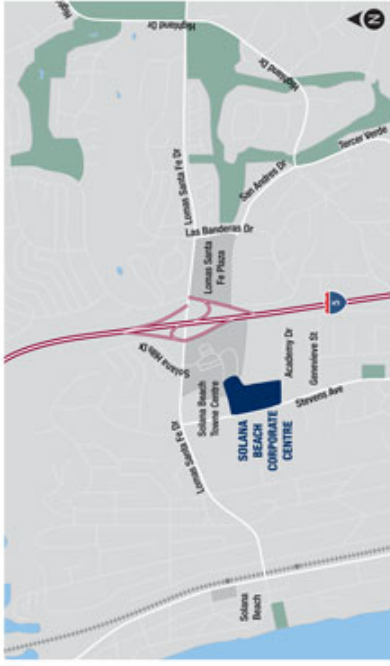 Highland Dr
Highland Dr
Lomas Santa Fe Dr
San Andres Dr
Tercer Verde
Las Banderas Dr
Lomas Santa
Fe Plaza
5
Solana Hills Dr
Academy Dr
Genevieve St
Solana Beach
Towne Centre
Stevens Ave
SOLANA
BEACH
CORPORATE
CENTRE
Lomas Santa Fe Dr
Solana
Beach
N